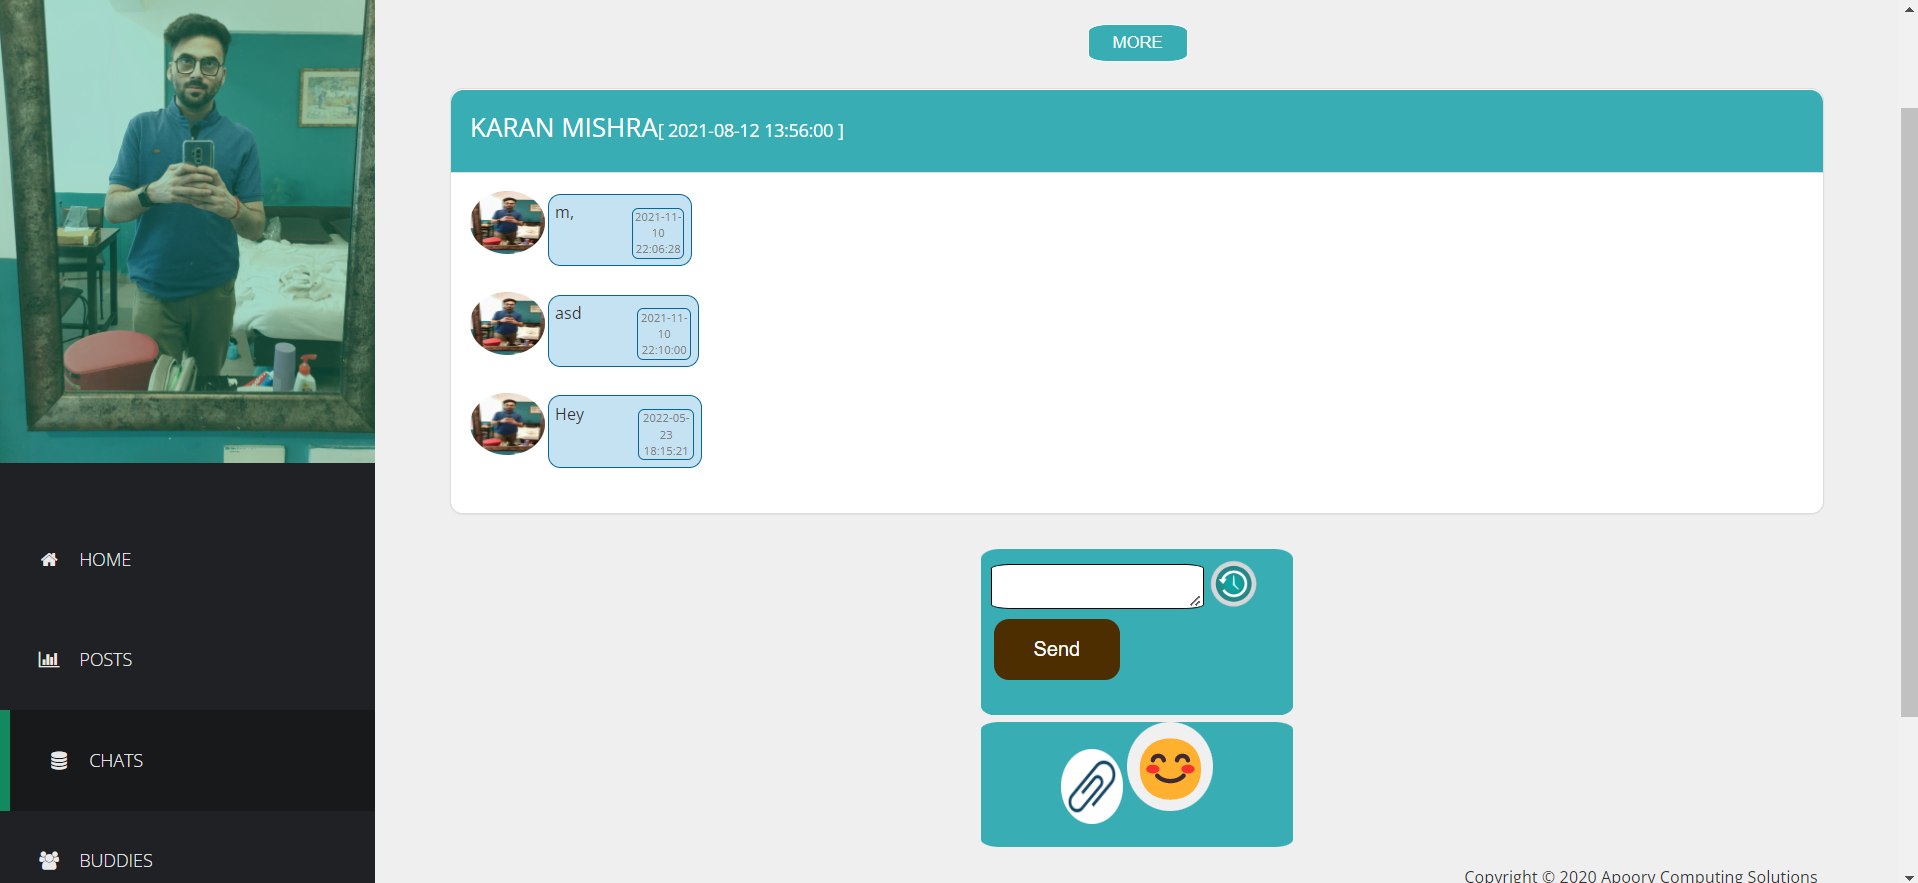 MORE
KARAN MISHRA[ 2021-08-12 13:56:00 ]
m,
2021-11-
10
22:06:28
asd
2021-11-
10
22:10:00
Hey
2022-05-
23
18:15:21
HOME
POSTS
CHATS
BUDDIES
Send
Copyright © 2020 Apoorv Computing Solutions